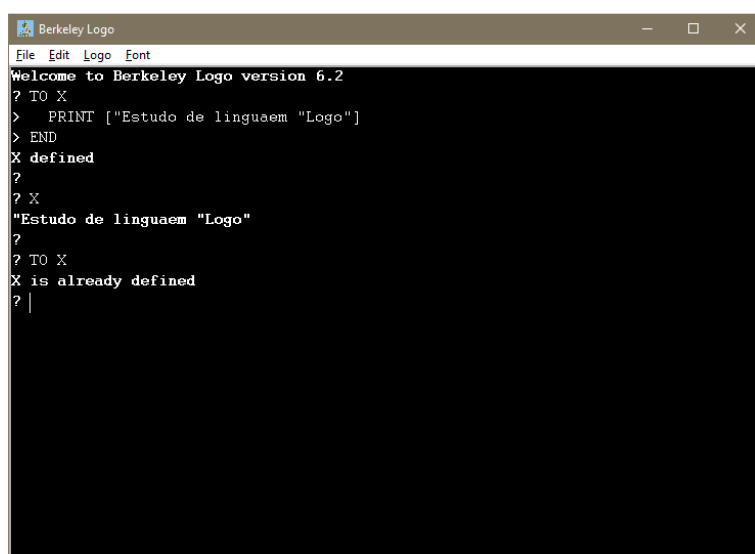 Berkeley Logo
File Edit Logo Font
Welcome to Berkeley Logo version 6.2
? TO X
>   PRINT ["Estudo de linguaem "Logo"]
> END
X defined
?
? X
"Estudo de linguaem "Logo"
?
? TO X
X is already defined
?